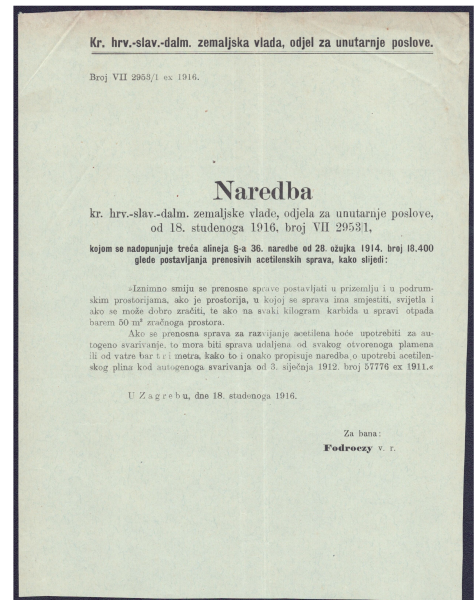 Kr. hrv.-slav.-dalm. zemaljska vlada, odjel za unutarnje poslove.
Broj VII 2953/1 ex 1916.
Naredba
kr. hrv.-slav.-dalm. zemaljske vlade, odjela za unutarnje poslove,
od 18. studenoga 1916, broj VII 2953/1,
kojom se nadopunjuje treća alineja §-a 36. naredbe od 28. ožujka 1914. broj 18.400
glede postavljanja prenosivih acetilenskih sprava, kako slijedi:
»Iznimno smiju se prenosne sprave postavljati u prizemlju i u podrum-
skim prostorijama, ako je prostorija, u kojoj se sprava ima smjestiti, svijetla i
ako se može dobro zračiti, te ako na svaki kilogram karbida u spravi otpada
barem 50 m³ zračnoga prostora.
Ako se prenosna sprava za razvijanje acetilena hoće upotrebiti za au-
togeno svarivanje, to mora biti sprava udaljena od svakog otvorenoga plamena
ili od vatre bar tri metra, kako to i onako propisuje naredba o upotrebi acetilen-
skog plina kod autogenoga svarivanja od 3. siječnja 1912. broj 57776 ex 1911.«
U Zagrebu, dne 18. studenoga 1916.
Za bana:
Fodroczy v. r.